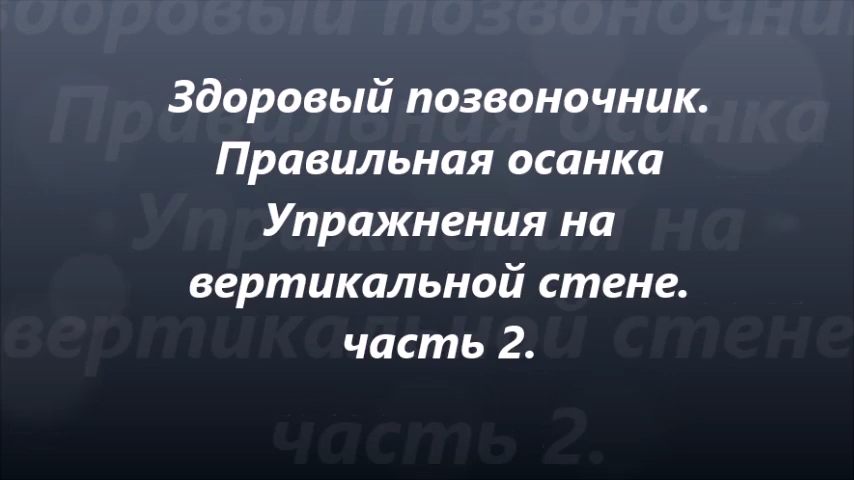 Здоровый позвоночник.
Правильная осанка
Упражнения на
вертикальной стене.
часть 2.